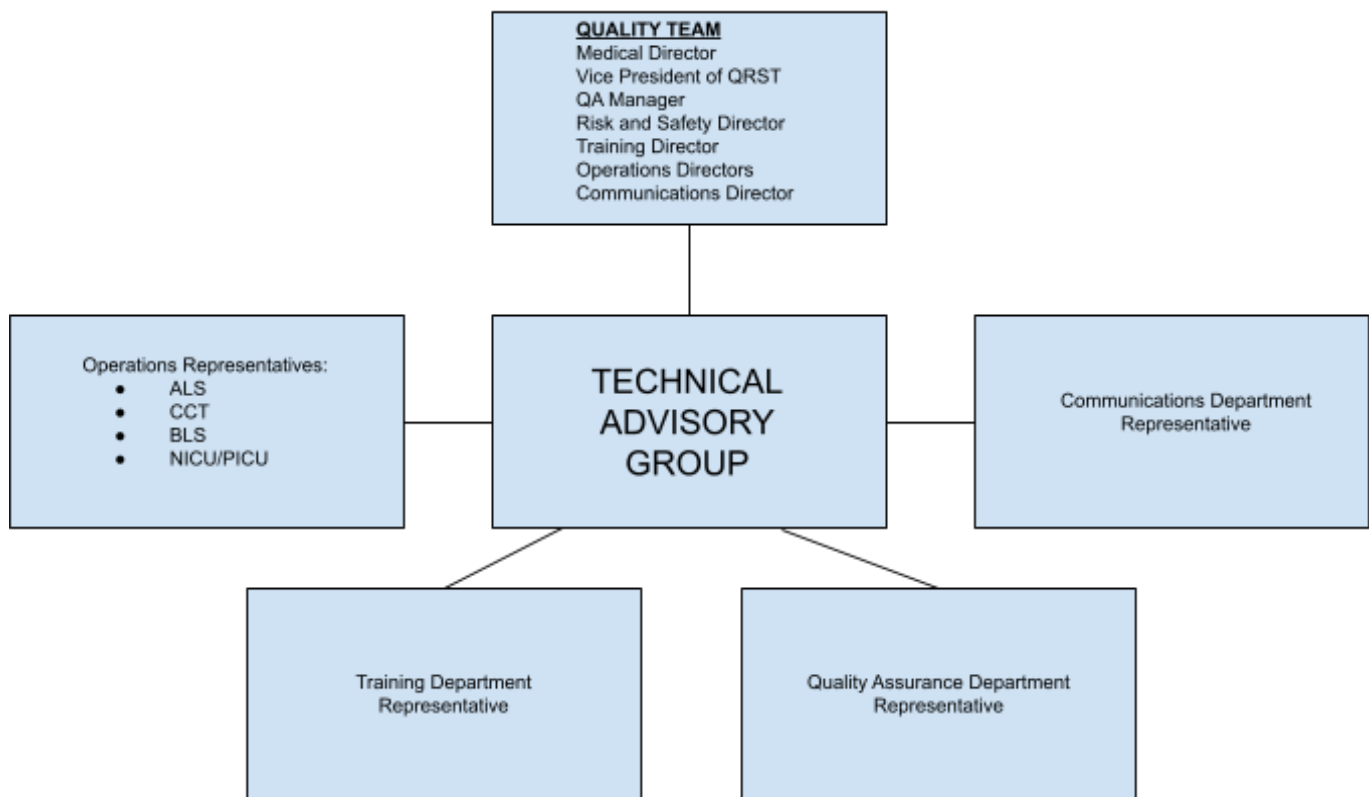 QUALITY TEAM
Medical Director
Vice President of QRST
QA Manager
Risk and Safety Director
Training Director
Operations Directors
Communications Director
Operations Representatives:
● ALS
● CCT
● BLS
● NICU/PICU
TECHNICAL
ADVISORY
GROUP
Communications Department
Representative
Training Department
Representative
Quality Assurance Department
Representative